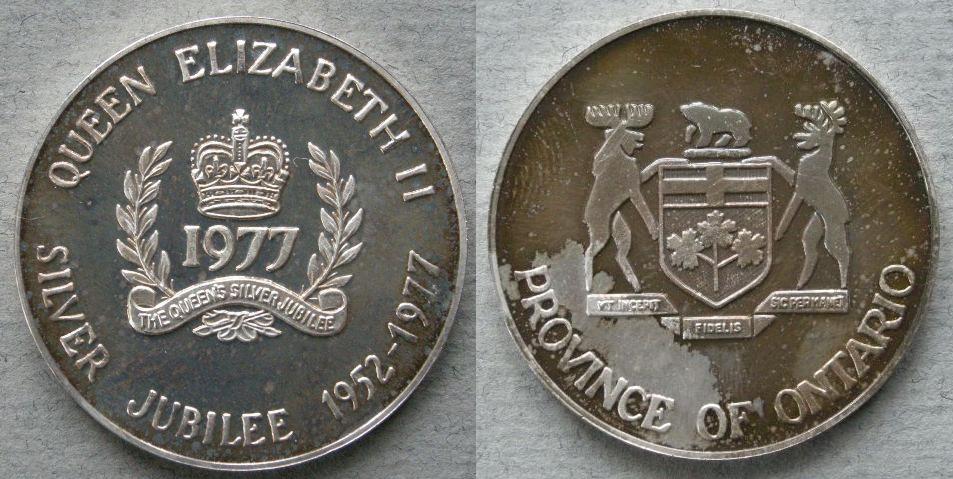 QUEEN ELIZABETH II
1977
THE QUEEN'S SILVER JUBILEE
SILVER JUBILEE 1952-1977
VT INCEPIT
FIDELIS
SIC PERMANET
PROVINCE OF ONTARIO